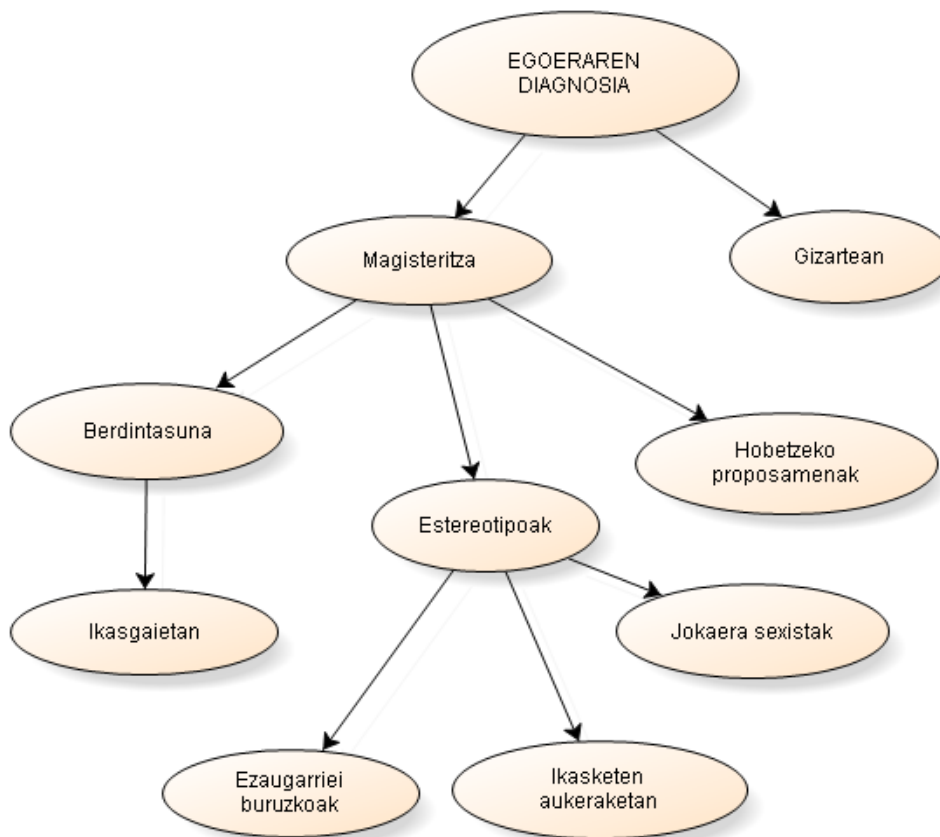 EGOERAREN
DIAGNOSIA
Magisteritza
Gizartean
Berdintasuna
Hobetzeko
proposamenak
Estereotipoak
Ikasgaietan
Jokaera sexistak
Ezaugarriei
buruzkoak
Ikasketen
aukeraketan